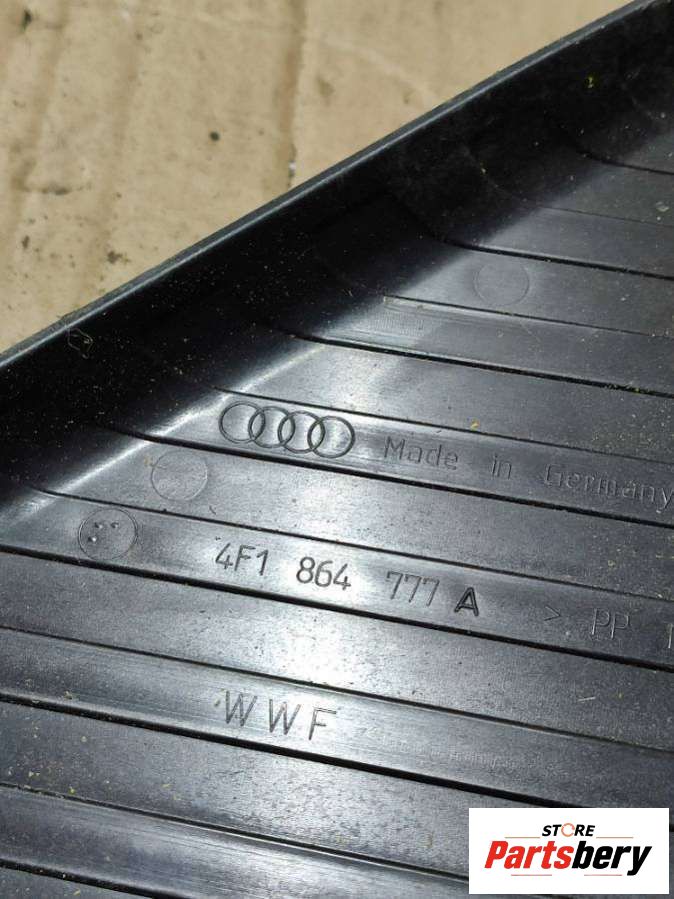 Made in Germany
4F1 864 777 A > PP
WWF
STORE
Partsbery